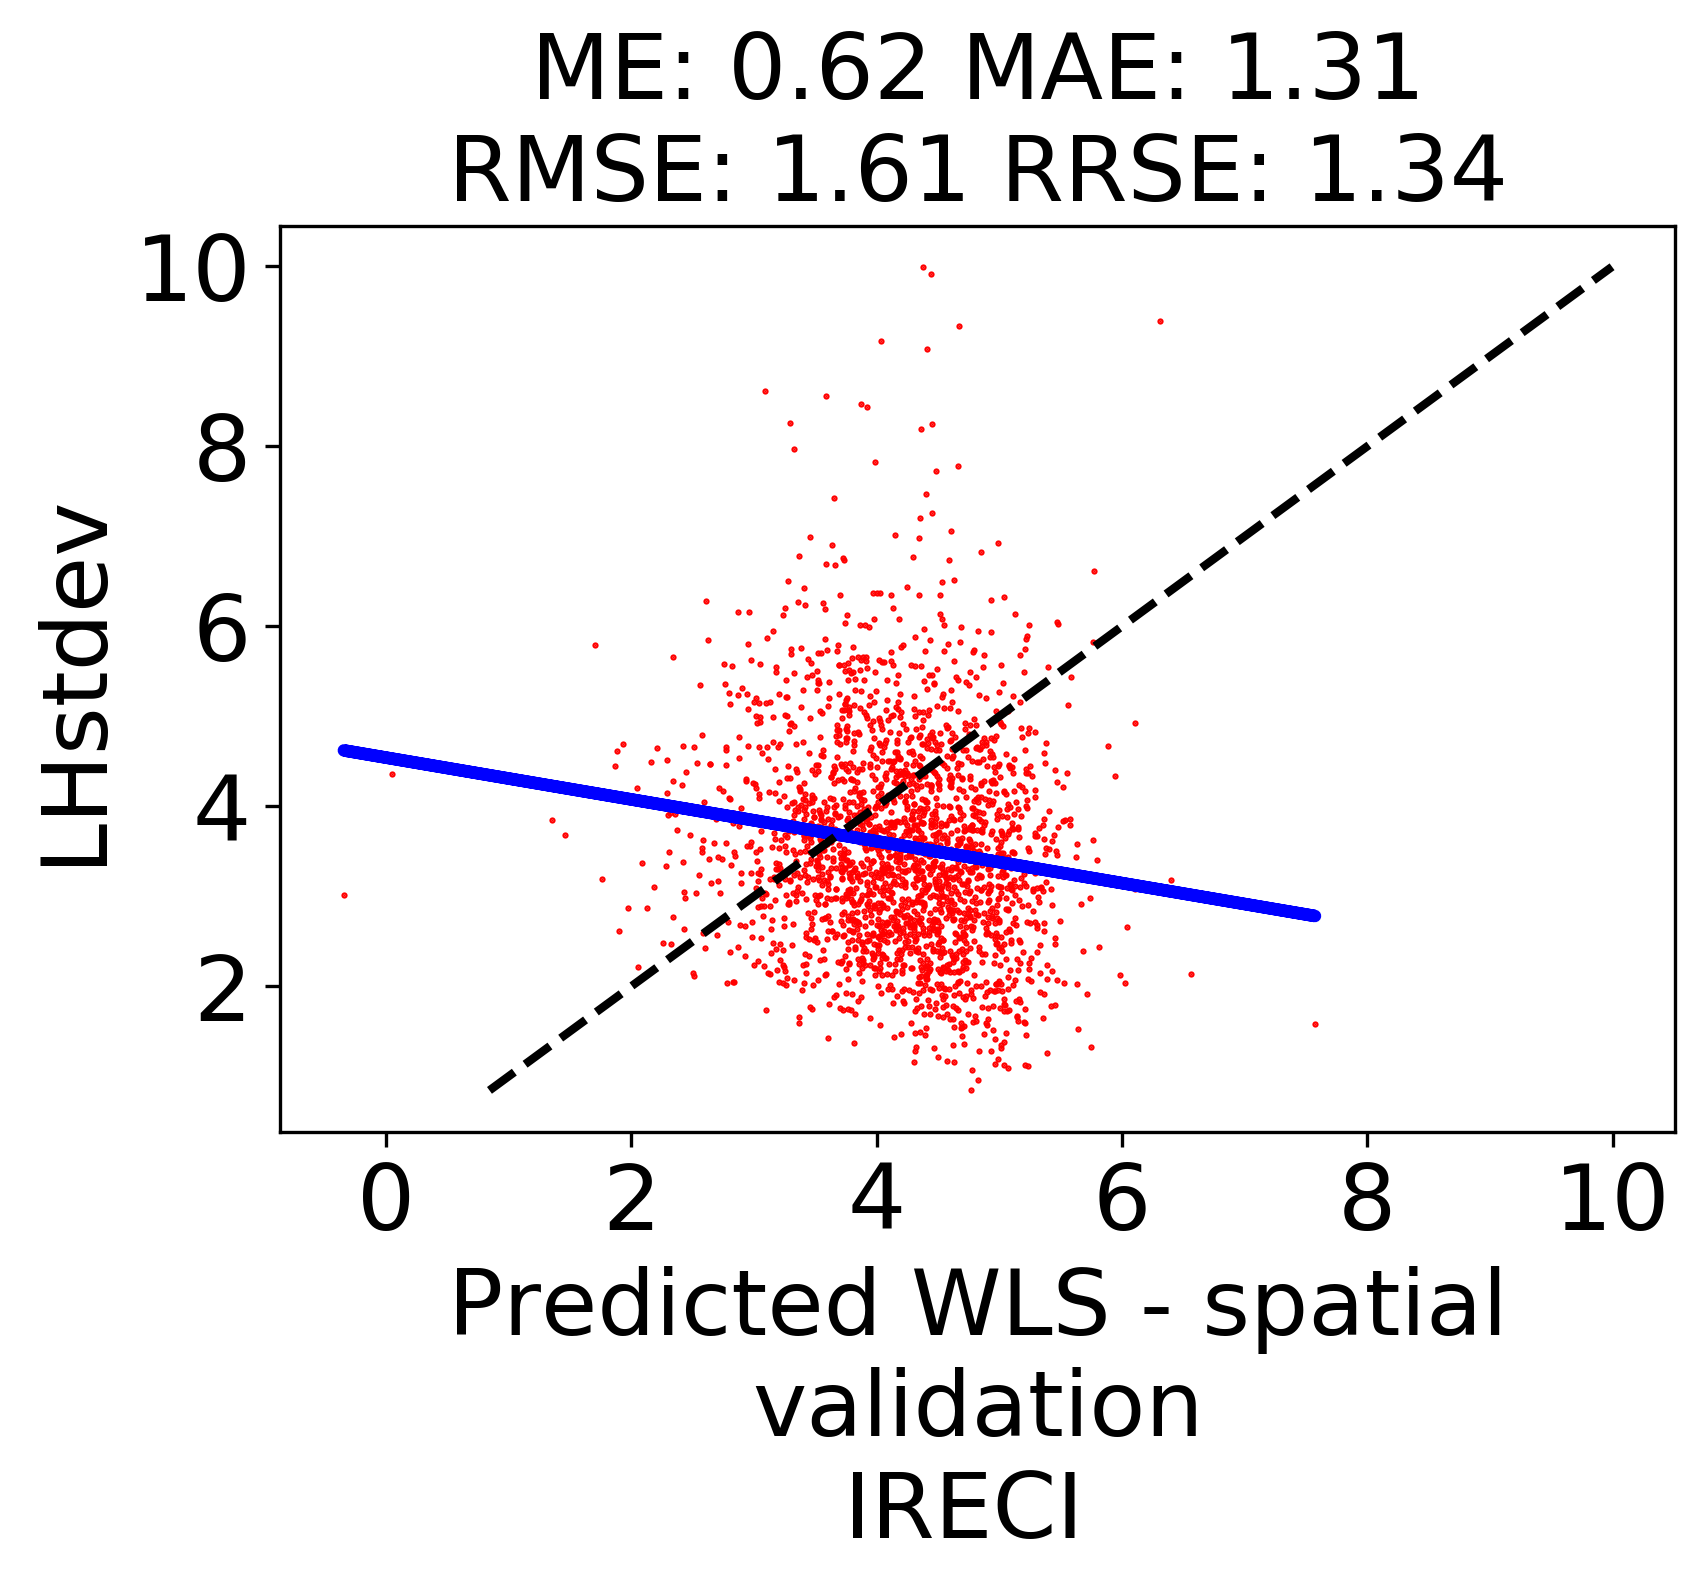 ME: 0.62 MAE: 1.31
RMSE: 1.61 RRSE: 1.34
10
8
6
4
2
LHstdev
0 2 4 6 8 10
Predicted WLS - spatial
validation
IRECI